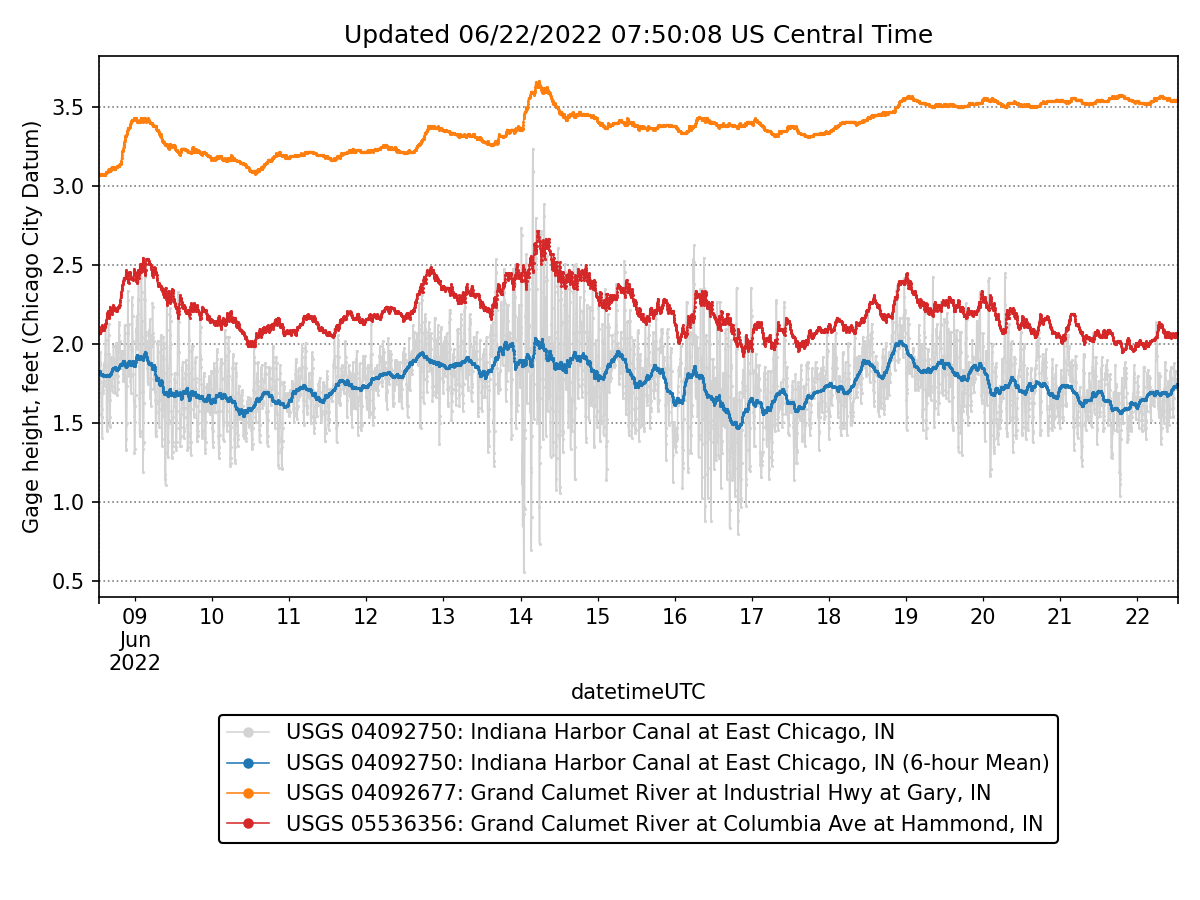 Updated 06/22/2022 07:50:08 US Central Time
Gage height, feet (Chicago City Datum)
3.5
3.0
2.5
2.0
1.5
1.0
0.5
09 10 11 12 13 14 15 16 17 18 19 20 21 22
Jun
2022
datetimeUTC
USGS 04092750: Indiana Harbor Canal at East Chicago, IN
USGS 04092750: Indiana Harbor Canal at East Chicago, IN (6-hour Mean)
USGS 04092677: Grand Calumet River at Industrial Hwy at Gary, IN
USGS 05536356: Grand Calumet River at Columbia Ave at Hammond, IN